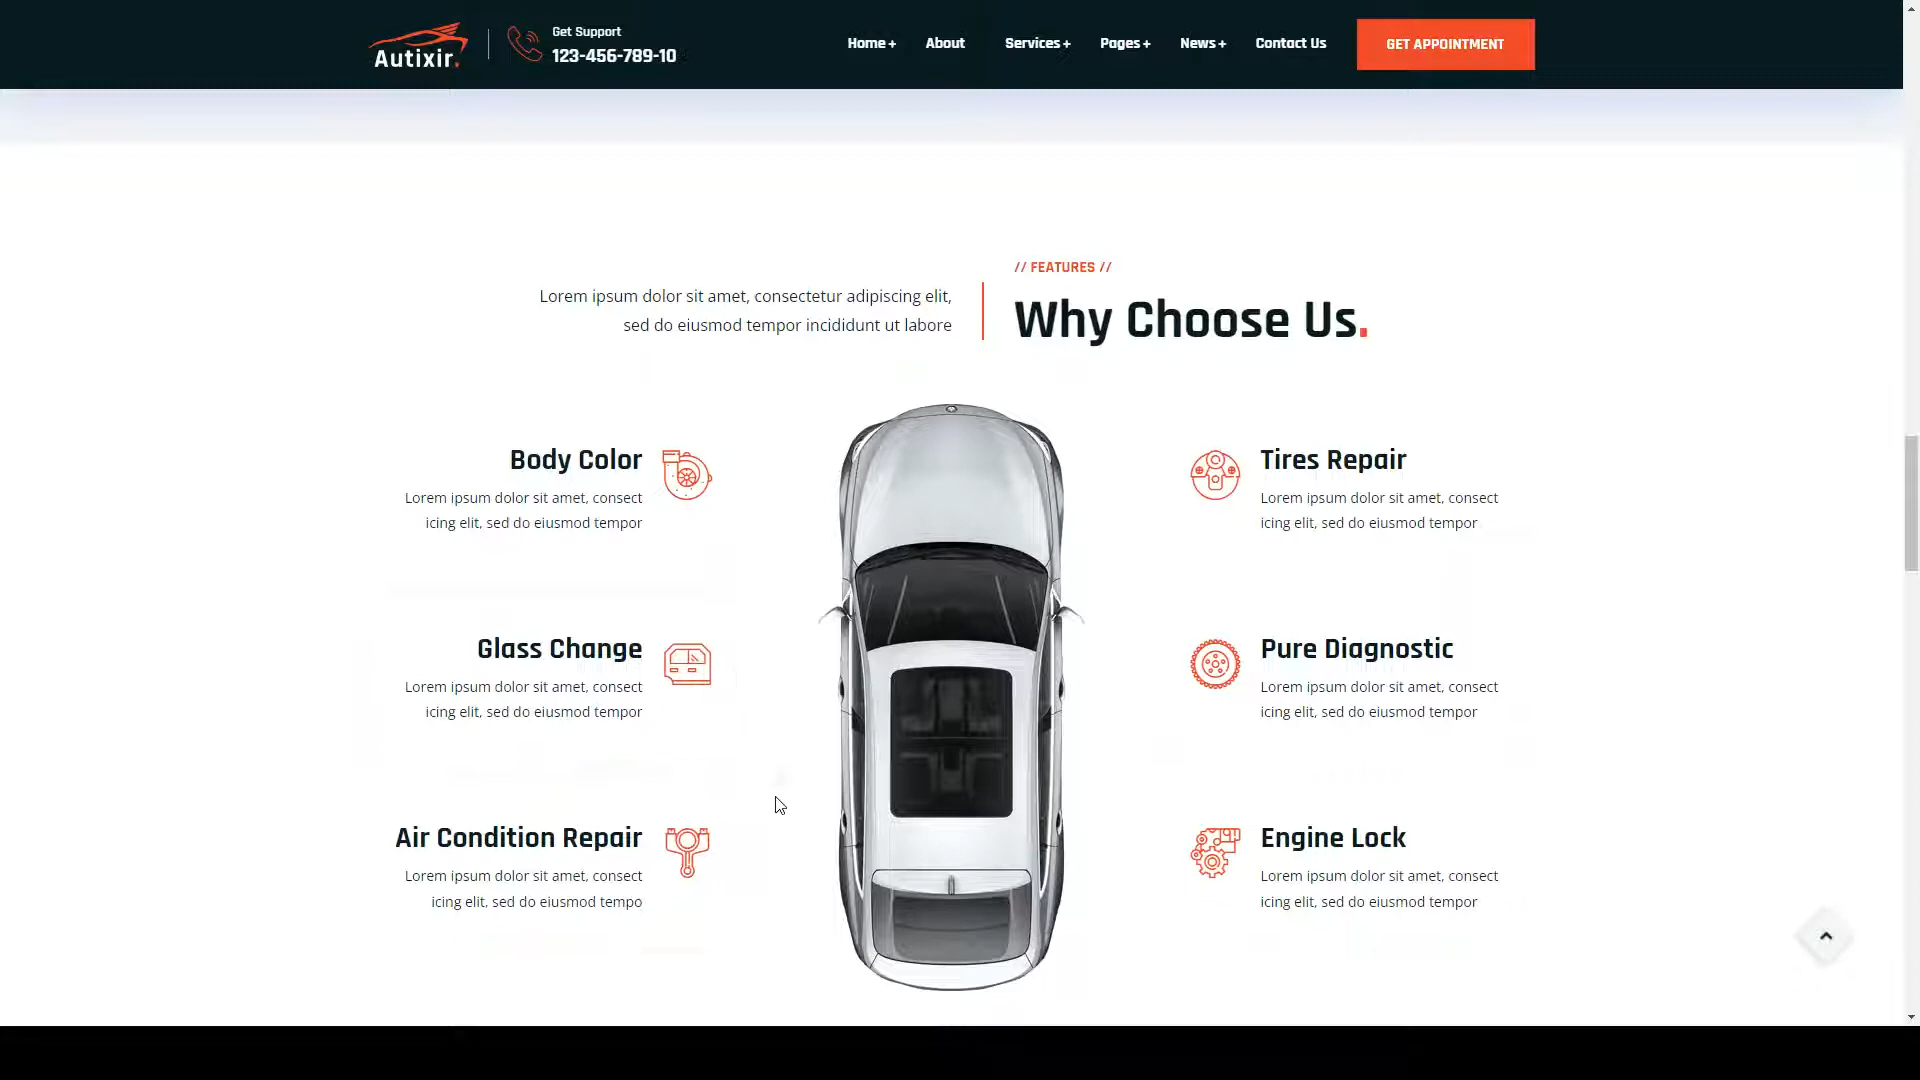 Autixir.
Get Support
123-456-789-10
Home +
About
Services +
Pages +
News +
Contact Us
GET APPOINTMENT
// FEATURES //
Lorem ipsum dolor sit amet, consectetur adipiscing elit,
sed do eiusmod tempor incididunt ut labore
Why Choose Us.
Body Color
Lorem ipsum dolor sit amet, consect
icing elit, sed do eiusmod tempor
Tires Repair
Lorem ipsum dolor sit amet, consect
icing elit, sed do eiusmod tempor
Glass Change
Lorem ipsum dolor sit amet, consect
icing elit, sed do eiusmod tempor
Pure Diagnostic
Lorem ipsum dolor sit amet, consect
icing elit, sed do eiusmod tempor
Air Condition Repair
Lorem ipsum dolor sit amet, consect
icing elit, sed do eiusmod tempo
Engine Lock
Lorem ipsum dolor sit amet, consect
icing elit, sed do eiusmod tempor